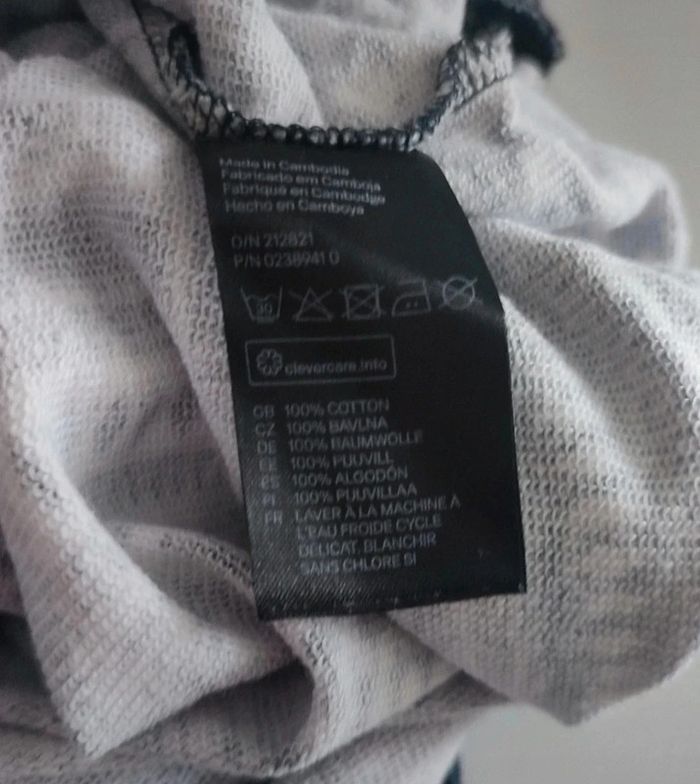 Made in Cambodia
Fabricado em Camboja
Fabriqué en Cambodge
Hecho en Camboya
O/N 212821
P/N 0238941 0
30
clevercare.info
GB 100% COTTON
CZ 100% BAVLNA
DE 100% BAUMWOLLE
EE 100% PUUVILL
ES 100% ALGODÓN
FI 100% PUUVILLAA
FR LAVER À LA MACHINE À
L'EAU FROIDE CYCLE
DÉLICAT, BLANCHIR
SANS CHLORE SI